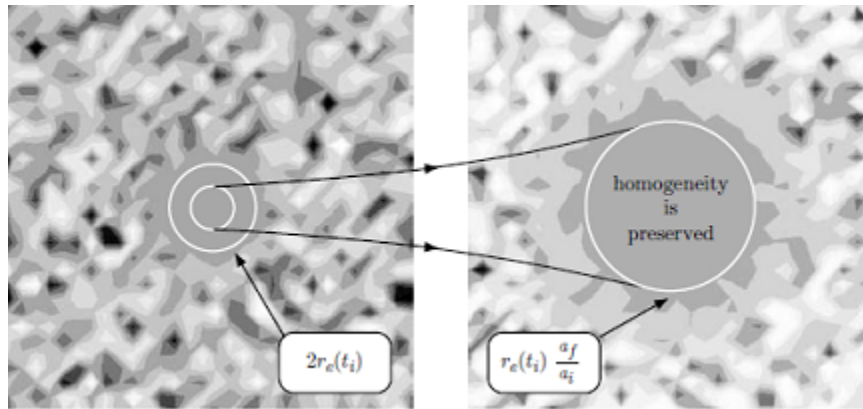 homogeneity
is
preserved
2r_e(t_i)
r_e(t_i) a_f/a_i